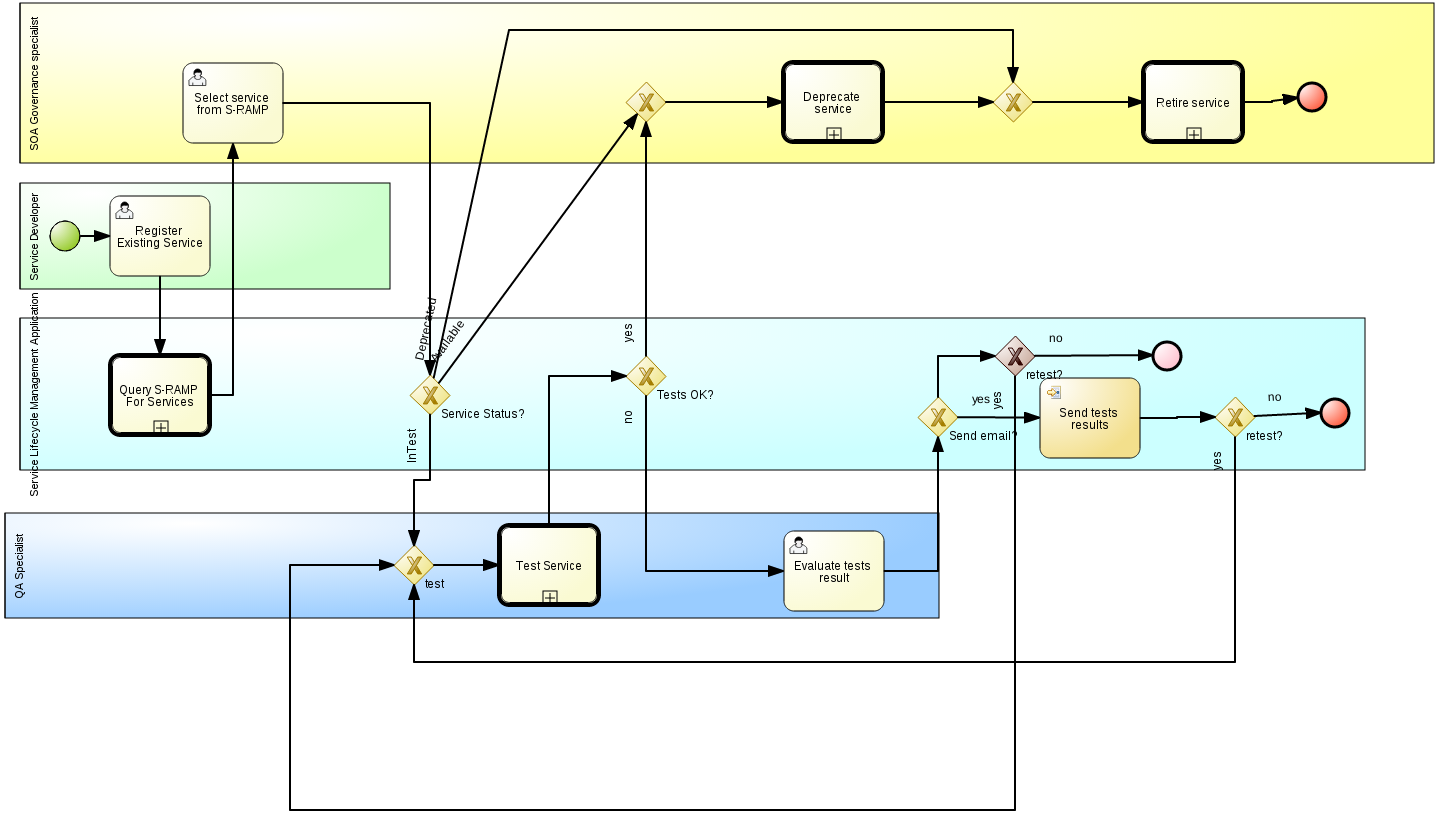 SOA Governance specialist
Select service
from S-RAMP
Deprecate
service
Retire service
Service Developer
Register
Existing Service
Service Lifecycle Management Application
Query S-RAMP
For Services
Deprecated
Available
Service Status?
InTest
yes
Tests OK?
no
no
retest?
yes
yes
Send email?
Send tests
results
no
retest?
yes
QA Specialist
test
Test Service
Evaluate tests
result